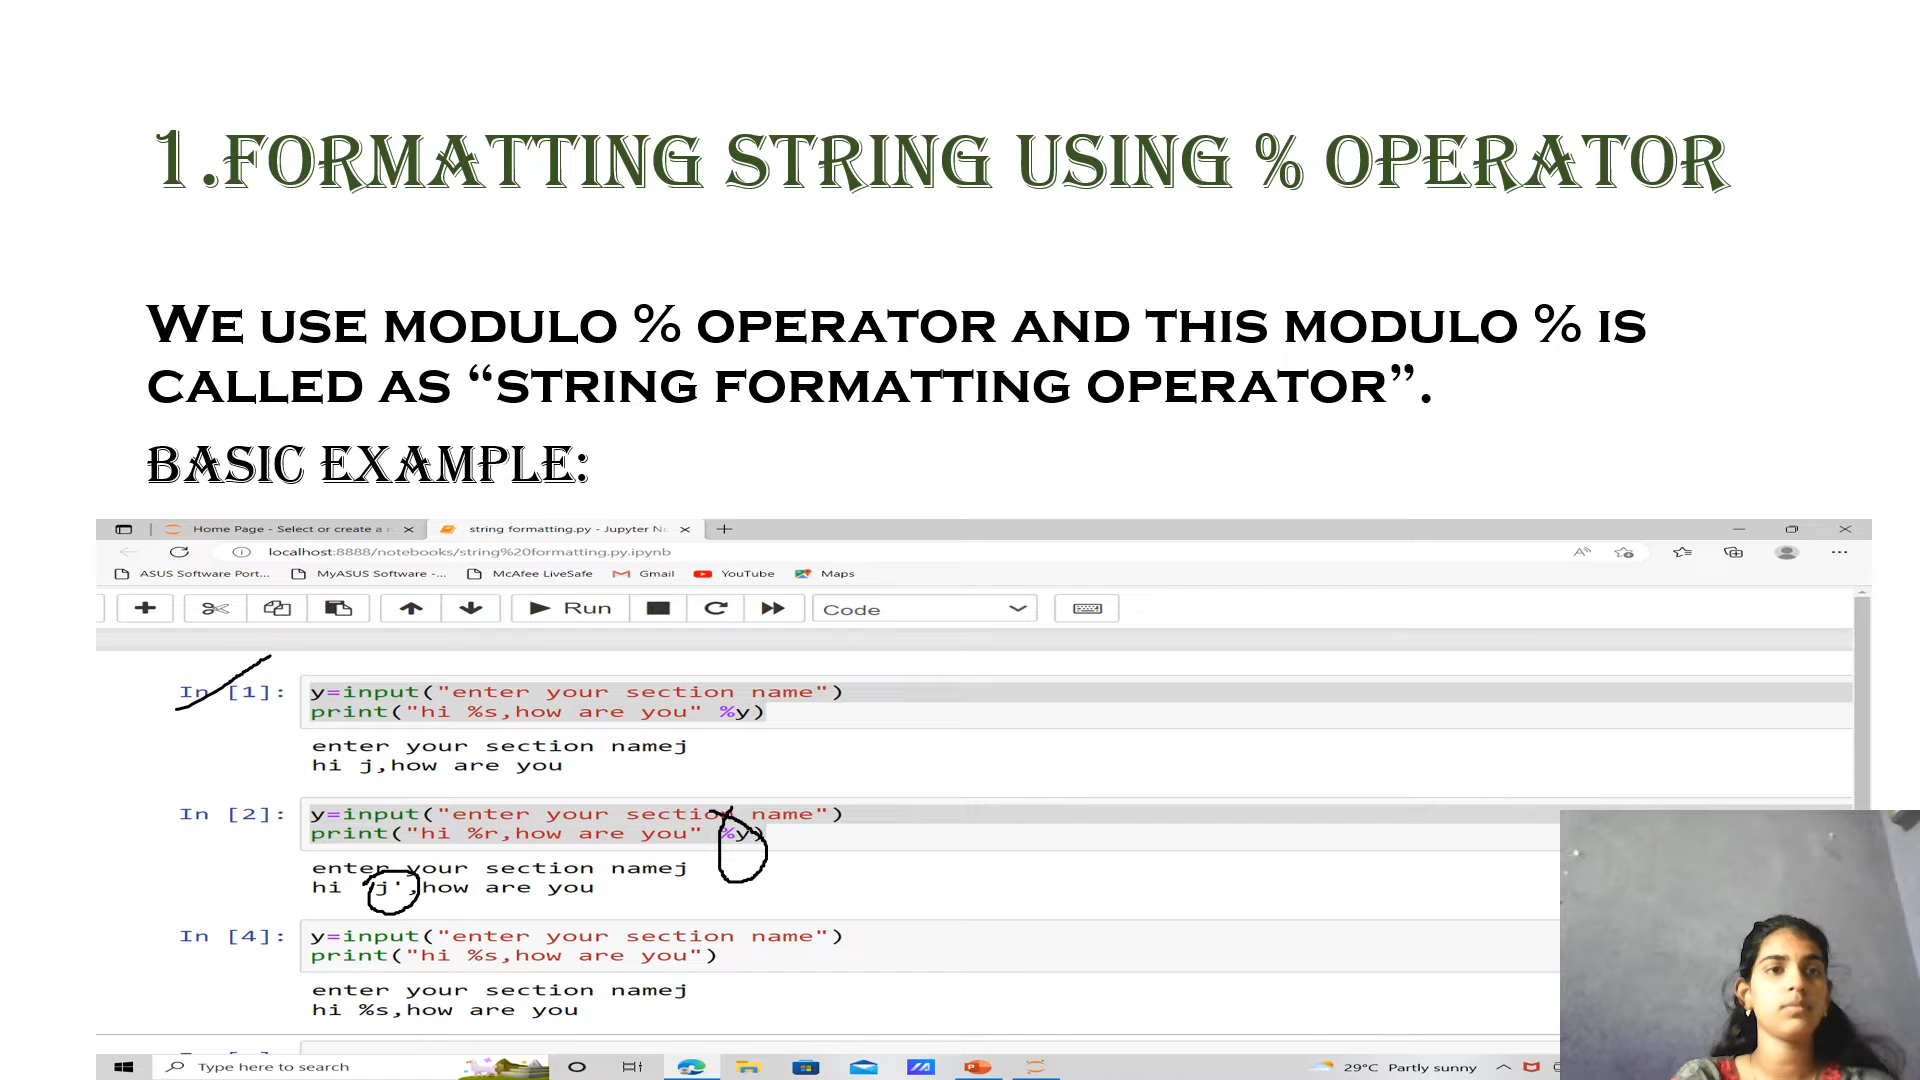 1.FORMATTING STRING USING % OPERATOR
WE USE MODULO % OPERATOR AND THIS MODULO % IS
CALLED AS “STRING FORMATTING OPERATOR”.
BASIC EXAMPLE:
Home Page - Select or create a n
string formatting.py - Jupyter No
localhost:8888/notebooks/string%20formatting.py.ipynb
ASUS Software Port... MyASUS Software -... McAfee LiveSafe Gmail YouTube Maps
Run Code
In [1]: y=input("enter your section name")
print("hi %s,how are you" %y)
enter your section namej
hi j,how are you
In [2]: y=input("enter your section name")
print("hi %r,how are you" %y)
enter your section namej
hi 'j',how are you
In [4]: y=input("enter your section name")
print("hi %s,how are you")
enter your section namej
hi %s,how are you
Type here to search
29°C Partly sunny